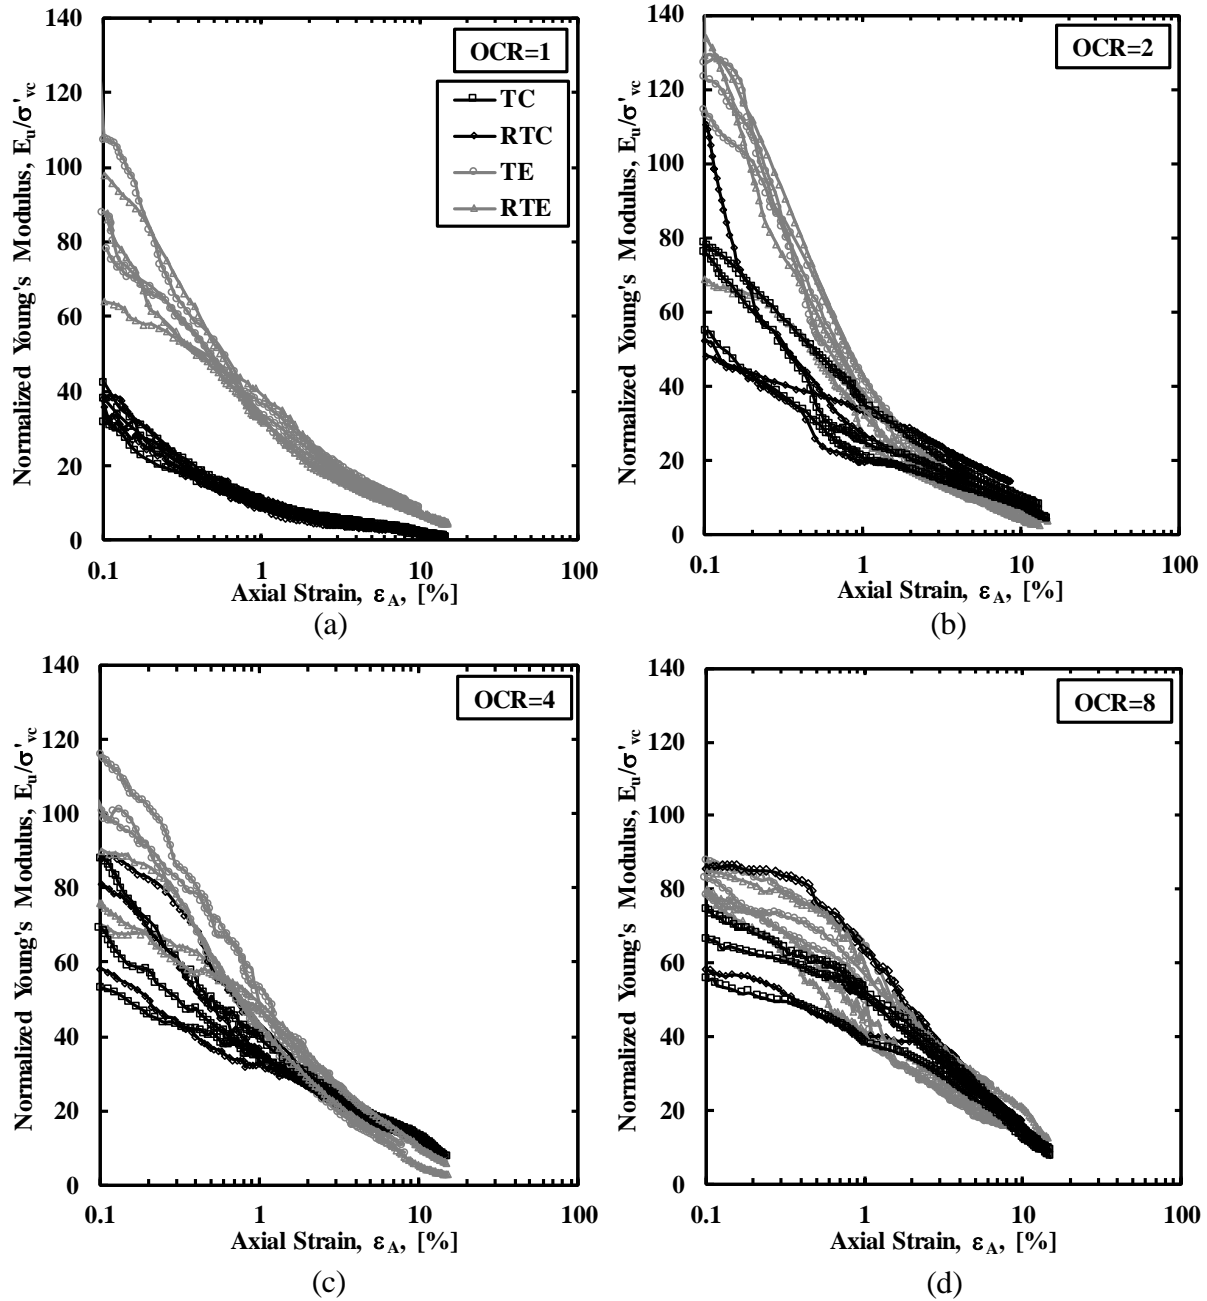 Normalized Young's Modulus, Eu/σ'vc
140
120
100
80
60
40
20
0
OCR=1
TC
RTC
TE
RTE
0.1
1
10
100
Axial Strain, εA, [%]
(a)
Normalized Young's Modulus, Eu/σ'vc
140
120
100
80
60
40
20
0
OCR=2
0.1
1
10
100
Axial Strain, εA, [%]
(b)
Normalized Young's Modulus, Eu/σ'vc
140
120
100
80
60
40
20
0
OCR=4
0.1
1
10
100
Axial Strain, εA, [%]
(c)
Normalized Young's Modulus, Eu/σ'vc
140
120
100
80
60
40
20
0
OCR=8
0.1
1
10
100
Axial Strain, εA, [%]
(d)